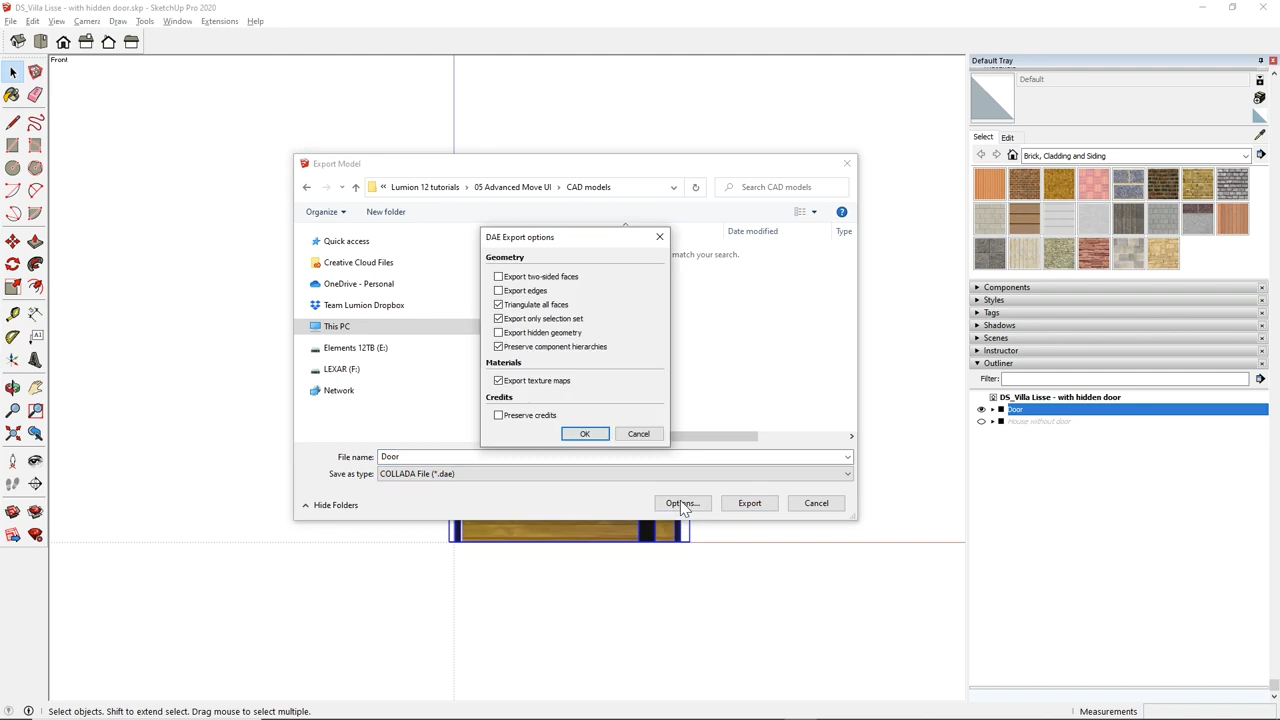 DS_Villa Lisse - with hidden door.skp - SketchUp Pro 2020
File Edit View Camera Draw Tools Window Extensions Help
Front
Default Tray
Default
Select Edit
Brick, Cladding and Siding
Components
Styles
Tags
Shadows
Scenes
Instructor
Outliner
Filter:
DS_Villa Lisse - with hidden door
Door
House without door
Export Model
« Lumion 12 tutorials › 05 Advanced Move UI › CAD models
Search CAD models
Organize New folder
Date modified Type
match your search.
Quick access
Creative Cloud Files
OneDrive - Personal
Team Lumion Dropbox
This PC
Elements 12TB (E:)
LEXAR (F:)
Network
DAE Export options
Geometry
Export two-sided faces
Export edges
Triangulate all faces
Export only selection set
Export hidden geometry
Preserve component hierarchies
Materials
Export texture maps
Credits
Preserve credits
OK Cancel
File name: Door
Save as type: COLLADA File (*.dae)
Hide Folders
Options... Export Cancel
Select objects. Shift to extend select. Drag mouse to select multiple.
Measurements